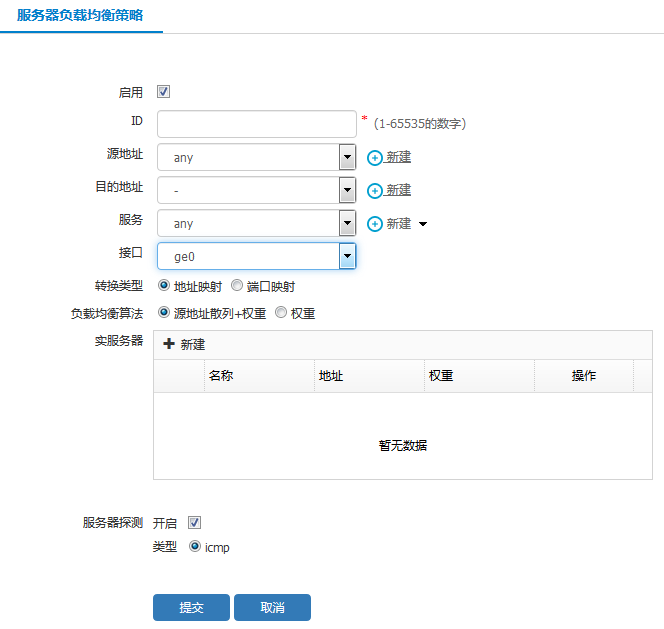 服务器负载均衡策略
启用
ID * (1-65535的数字)
源地址 any 新建
目的地址 - 新建
服务 any 新建
接口 ge0
转换类型 地址映射 端口映射
负载均衡算法 源地址散列+权重 权重
实服务器 新建
名称 地址 权重 操作
暂无数据
服务器探测 开启
类型 icmp
提交 取消